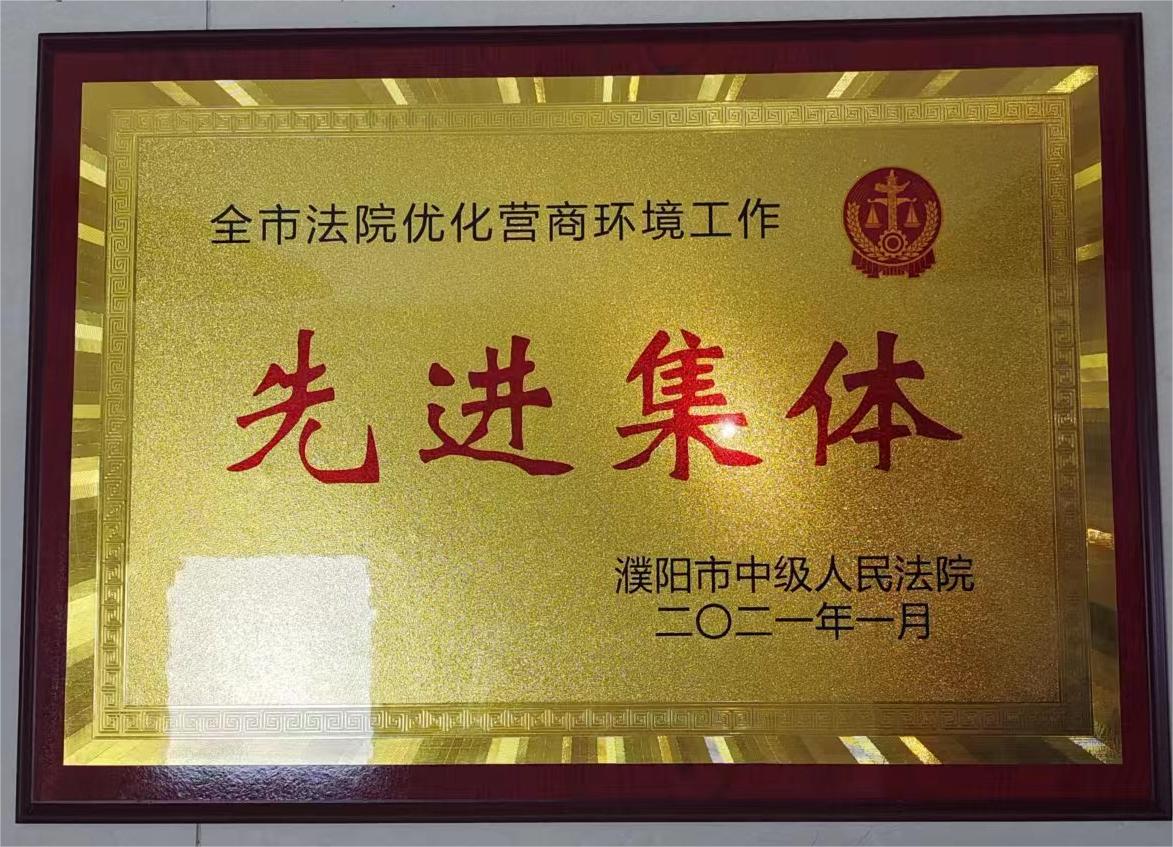 全市法院优化营商环境工作
先进集体
濮阳市中级人民法院
二〇二一年一月